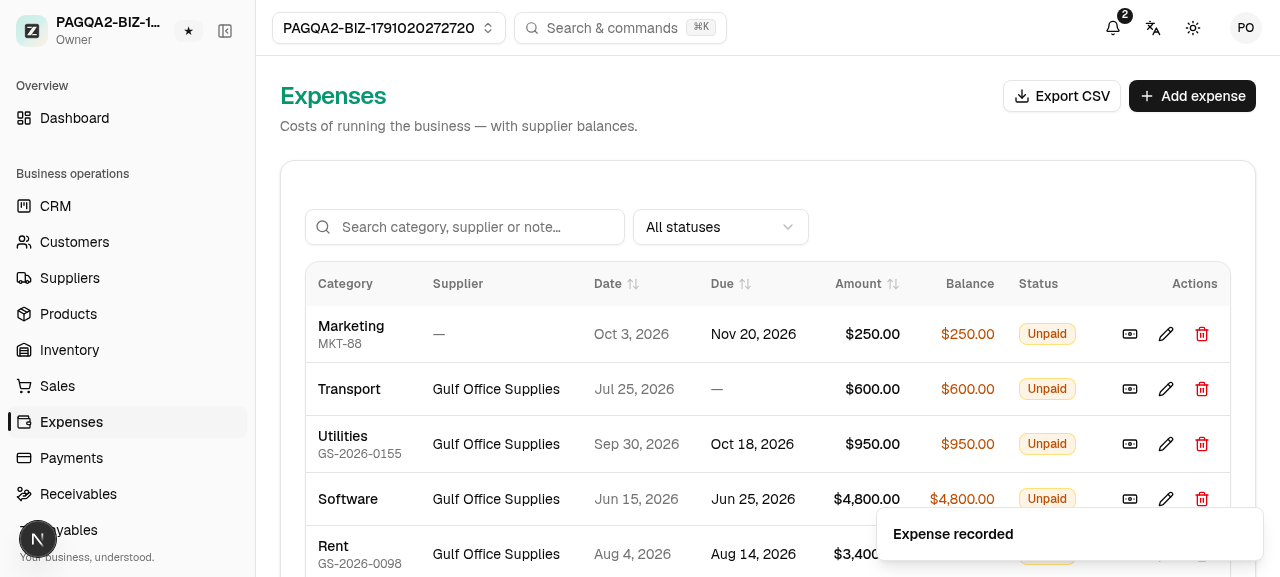 PAGQA2-BIZ-1…
Owner
Overview
Dashboard
Business operations
CRM
Customers
Suppliers
Products
Inventory
Sales
Expenses
Payments
Receivables
ayables
Your business, understood.
N
PAGQA2-BIZ-1791020272720
Search & commands ⌘K
2
PO
Expenses
Costs of running the business — with supplier balances.
Export CSV
Add expense
Search category, supplier or note…
All statuses
Category Supplier Date Due Amount Balance Status Actions
Marketing — Oct 3, 2026 Nov 20, 2026 $250.00 $250.00 Unpaid
MKT-88
Transport Gulf Office Supplies Jul 25, 2026 — $600.00 $600.00 Unpaid
Utilities Gulf Office Supplies Sep 30, 2026 Oct 18, 2026 $950.00 $950.00 Unpaid
GS-2026-0155
Software Gulf Office Supplies Jun 15, 2026 Jun 25, 2026 $4,800.00 $4,800.00 Unpaid
Rent Gulf Office Supplies Aug 4, 2026 Aug 14, 2026 $3,400
GS-2026-0098
Expense recorded